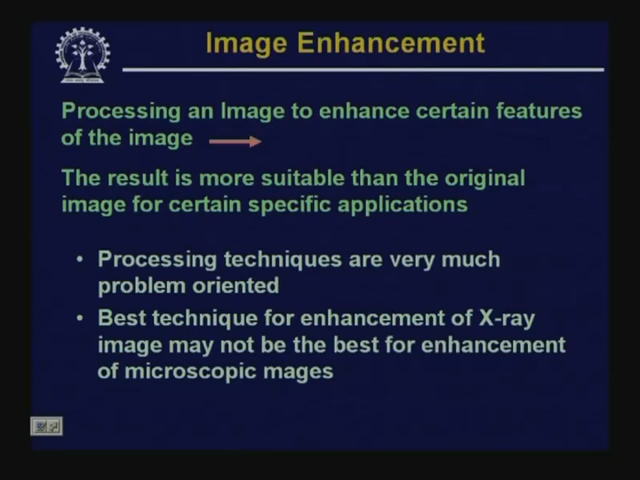 Image Enhancement
Processing an Image to enhance certain features
of the image
The result is more suitable than the original
image for certain specific applications
• Processing techniques are very much
problem oriented
• Best technique for enhancement of X-ray
image may not be the best for enhancement
of microscopic mages